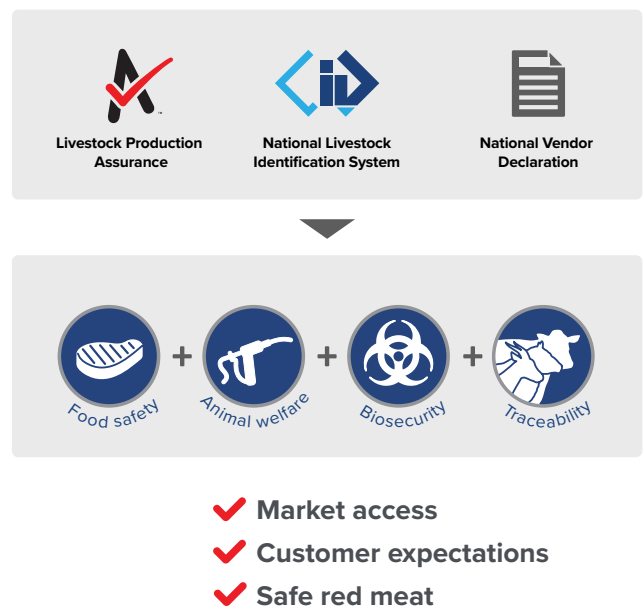 Livestock Production
Assurance
National Livestock
Identification System
National Vendor
Declaration
Food safety
Animal welfare
Biosecurity
Traceability
Market access
Customer expectations
Safe red meat